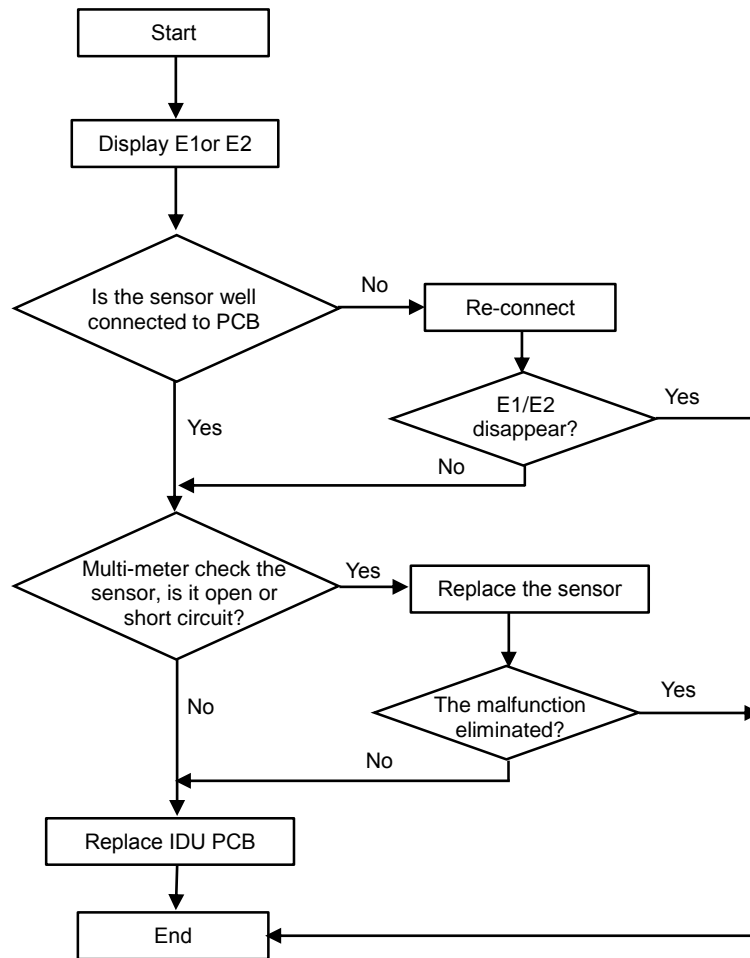 Start
Display E1or E2
Is the sensor well
connected to PCB
No
Re-connect
E1/E2
disappear?
Yes
Yes
No
Multi-meter check the
sensor, is it open or
short circuit?
Yes
Replace the sensor
The malfunction
eliminated?
Yes
No
No
Replace IDU PCB
End